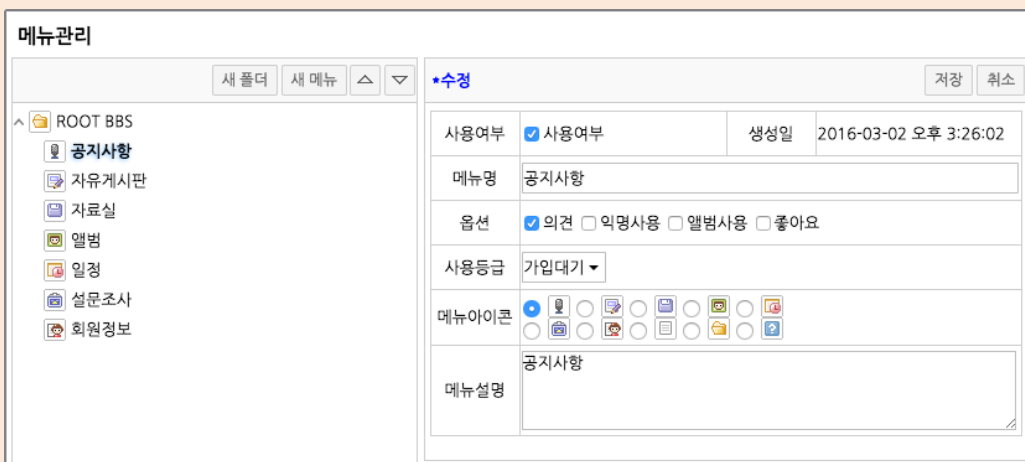 메뉴관리
새 폴더 새 메뉴
*수정 저장 취소
ROOT BBS
공지사항
자유게시판
자료실
앨범
일정
설문조사
회원정보
사용여부 사용여부 생성일 2016-03-02 오후 3:26:02
메뉴명 공지사항
옵션 의견 익명사용 앨범사용 좋아요
사용등급 가입대기
메뉴아이콘
메뉴설명 공지사항